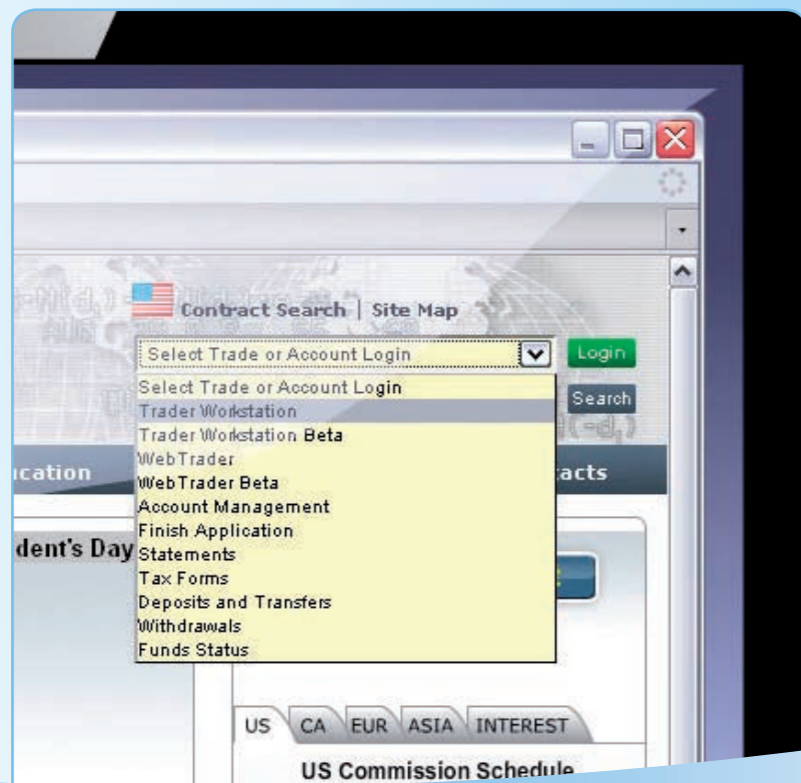 Contract Search | Site Map
Select Trade or Account Login
Login
Select Trade or Account Login
Trader Workstation
Search
Trader Workstation Beta
WebTrader
WebTrader Beta
Account Management
Finish Application
Statements
Tax Forms
Deposits and Transfers
Withdrawals
Funds Status
ication
acts
dent's Day
US CA EUR ASIA INTEREST
US Commission Schedule